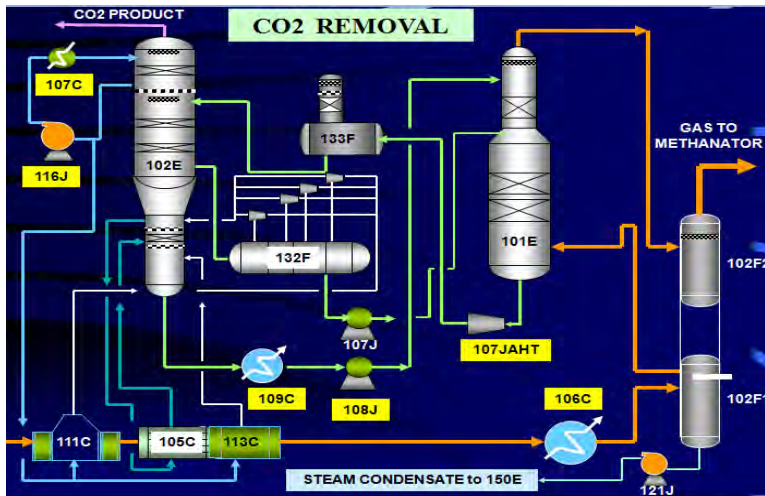 CO2 PRODUCT
CO2 REMOVAL
107C
133F
GAS TO
METHANATOR
116J
102E
101E
132F
102F2
107J
107JAHT
109C
108J
106C
102F1
111C
105C
113C
STEAM CONDENSATE to 150E
121J